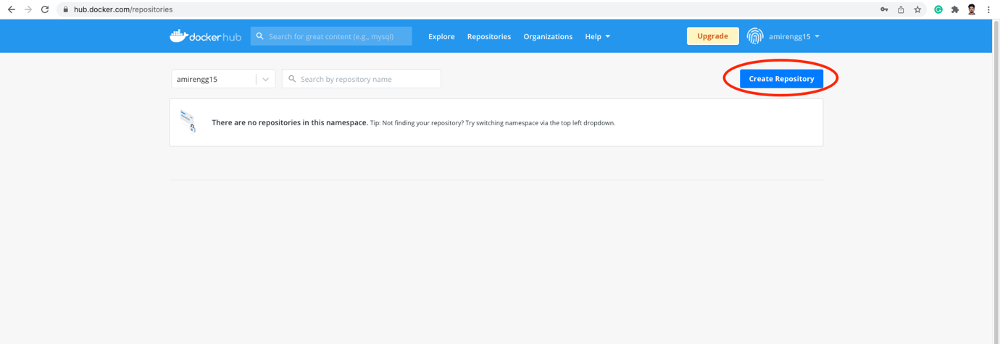 hub.docker.com/repositories
docker hub Search for great content (e.g., mysql) Explore Repositories Organizations Help Upgrade amirengg15
amirengg15 Search by repository name Create Repository
There are no repositories in this namespace. Tip: Not finding your repository? Try switching namespace via the top left dropdown.